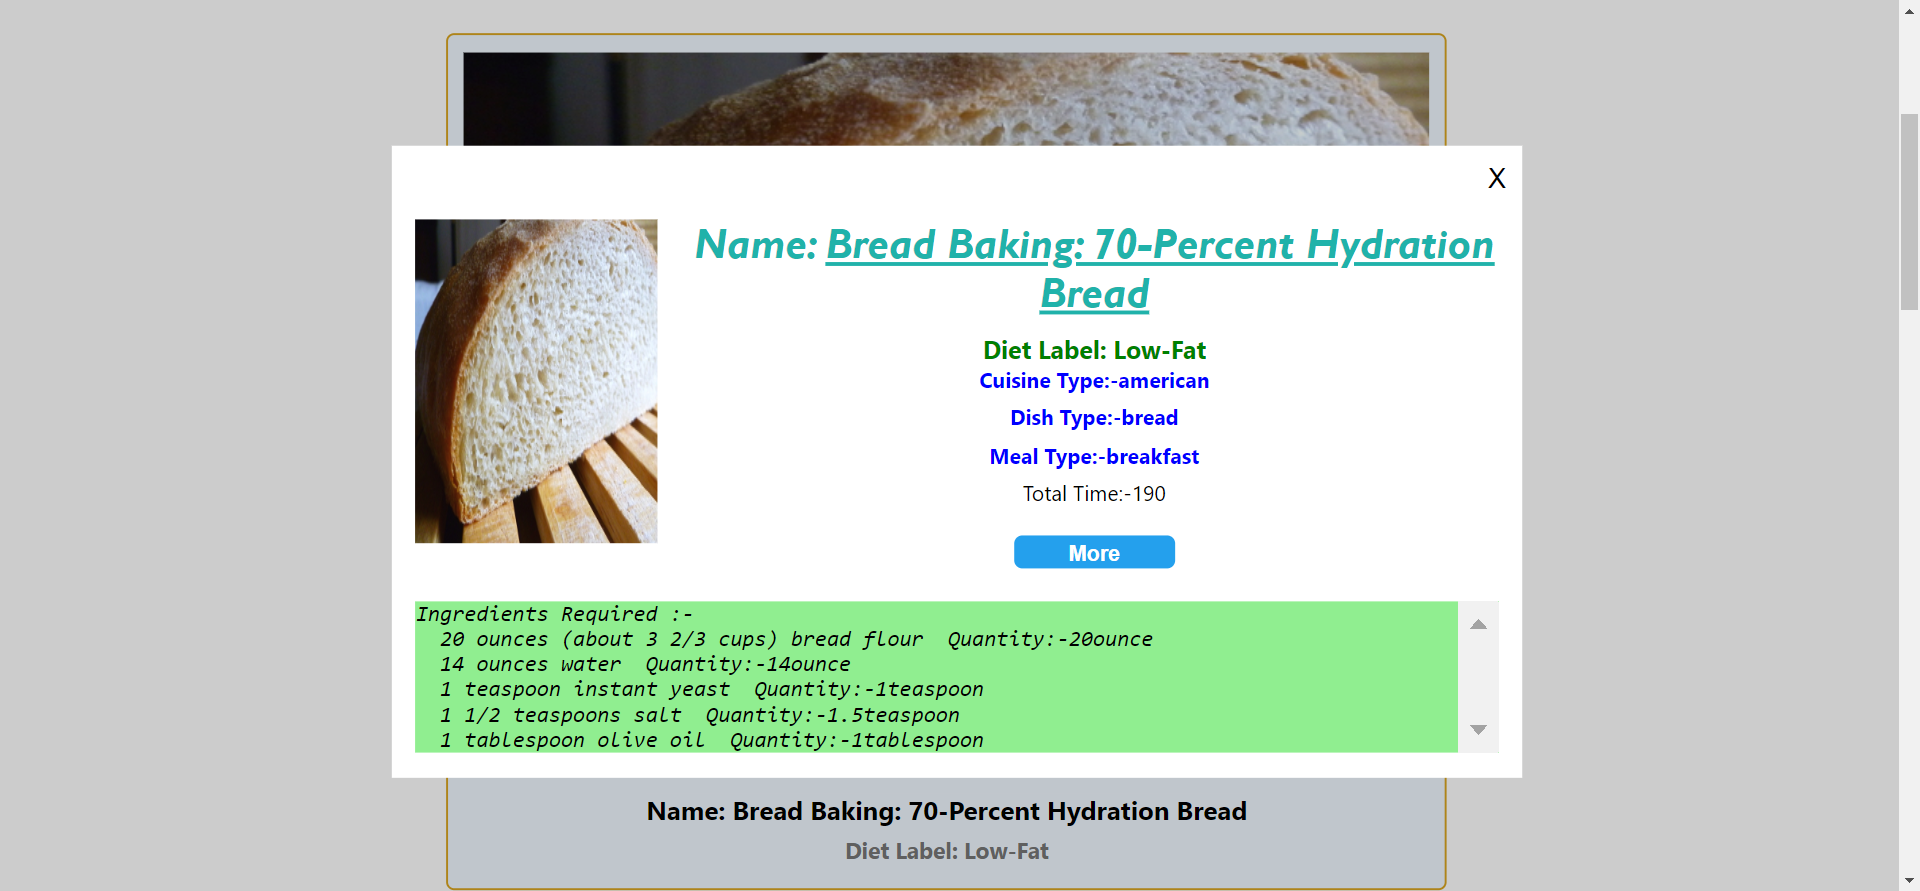 X
Name: Bread Baking: 70-Percent Hydration
Bread
Diet Label: Low-Fat
Cuisine Type:-american
Dish Type:-bread
Meal Type:-breakfast
Total Time:-190
More
Ingredients Required :-
20 ounces (about 3 2/3 cups) bread flour  Quantity:-20ounce
14 ounces water  Quantity:-14ounce
1 teaspoon instant yeast  Quantity:-1teaspoon
1 1/2 teaspoons salt  Quantity:-1.5teaspoon
1 tablespoon olive oil  Quantity:-1tablespoon
Name: Bread Baking: 70-Percent Hydration Bread
Diet Label: Low-Fat